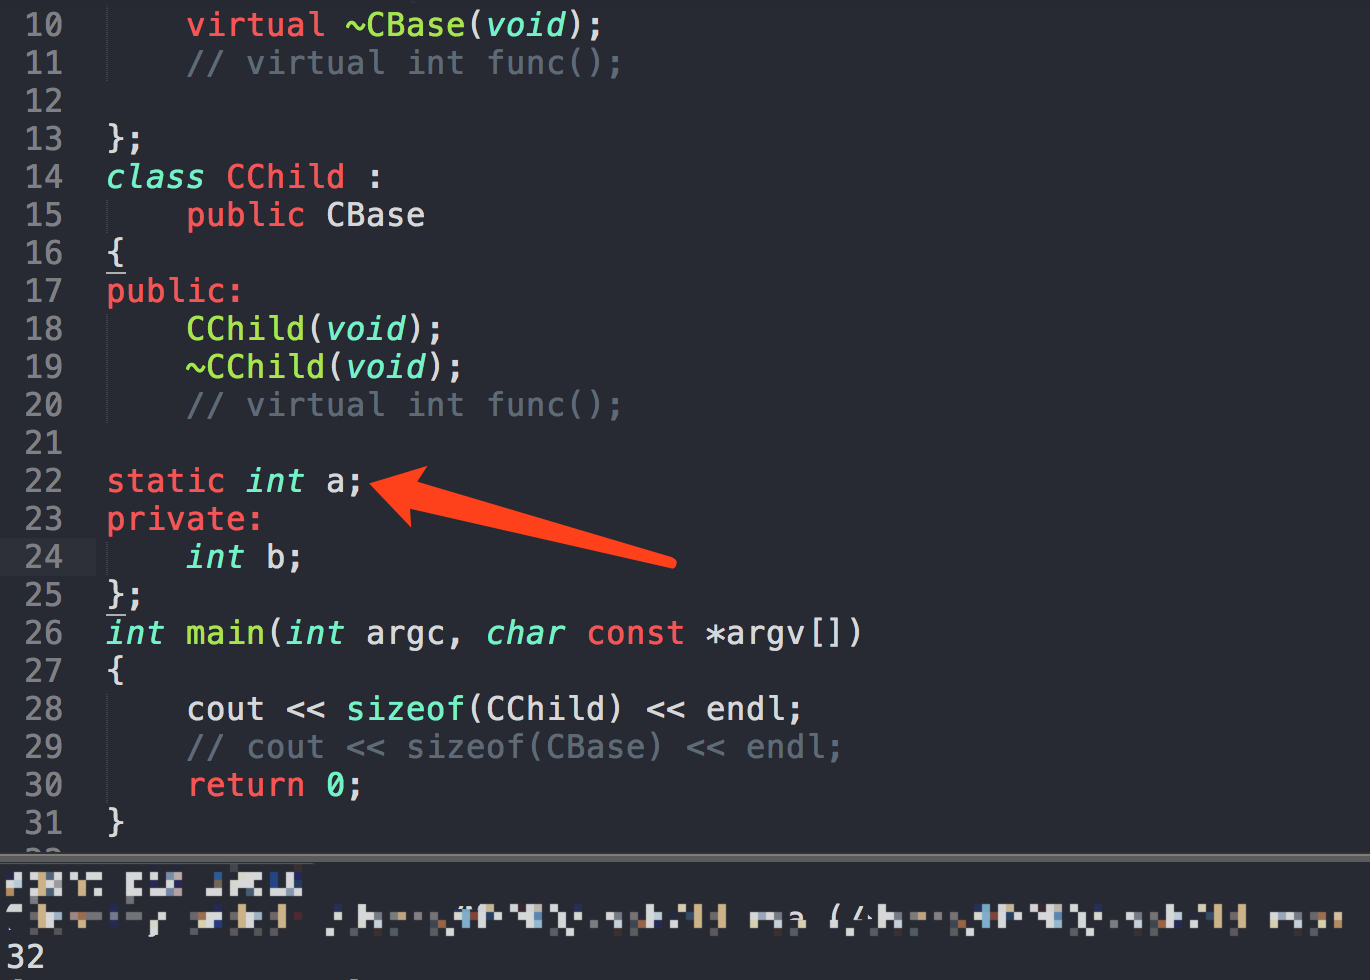 10 virtual ~CBase(void);
11 // virtual int func();
12
13 };
14 class CChild :
15 public CBase
16 {
17 public:
18 CChild(void);
19 ~CChild(void);
20 // virtual int func();
21
22 static int a;
23 private:
24 int b;
25 };
26 int main(int argc, char const *argv[])
27 {
28 cout << sizeof(CChild) << endl;
29 // cout << sizeof(CBase) << endl;
30 return 0;
31 }
32